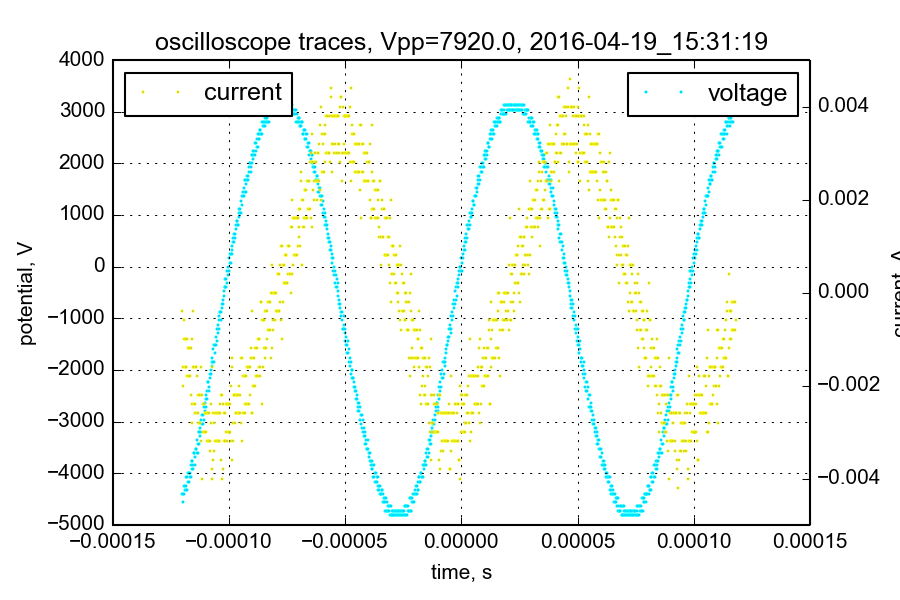 oscilloscope traces, Vpp=7920.0, 2016-04-19_15:31:19
current
voltage
4000
3000
2000
1000
0
−1000
−2000
−3000
−4000
−5000
potential, V
0.004
0.002
0.000
−0.002
−0.004
current, A
−0.00015 −0.00010 −0.00005 0.00000 0.00005 0.00010 0.00015
time, s